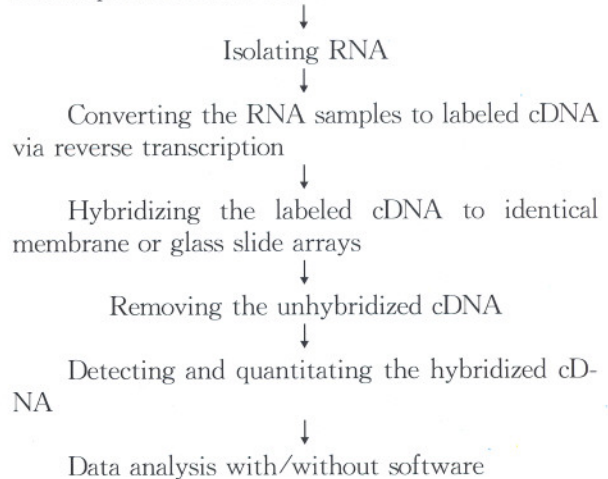 Isolating RNA
Converting the RNA samples to labeled cDNA
via reverse transcription
Hybridizing the labeled cDNA to identical
membrane or glass slide arrays
Removing the unhybridized cDNA
Detecting and quantitating the hybridized cD-
NA
Data analysis with/without software